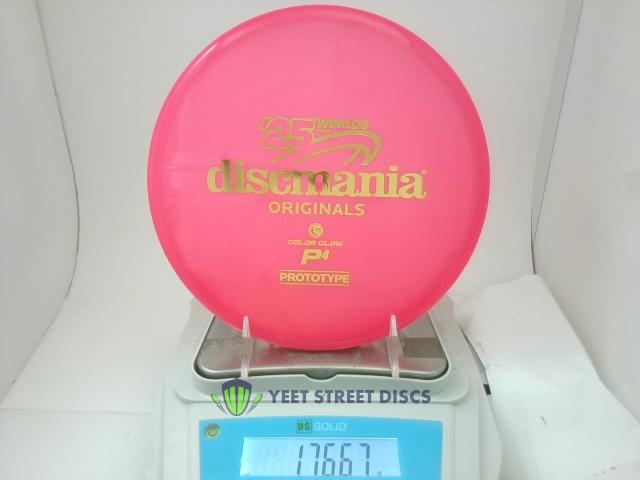 '25 WORLDS
discmania®
ORIGINALS
COLOR GLOW
P4
PROTOTYPE
YEET STREET DISCS
US SOLID
176.67 g